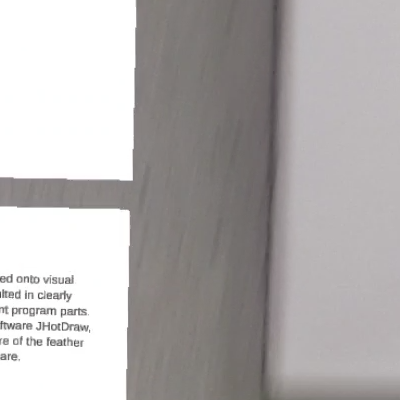 ed onto visual
lted in clearly
nt program parts.
ftware JHotDraw,
re of the feather
are.